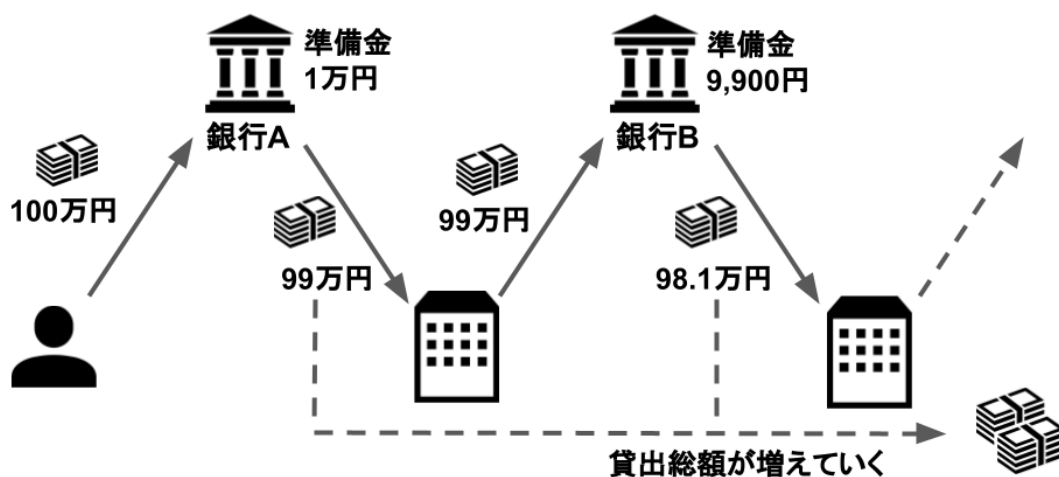 準備金
1万円
銀行A
準備金
9,900円
銀行B
100万円
99万円
99万円
98.1万円
貸出総額が増えていく